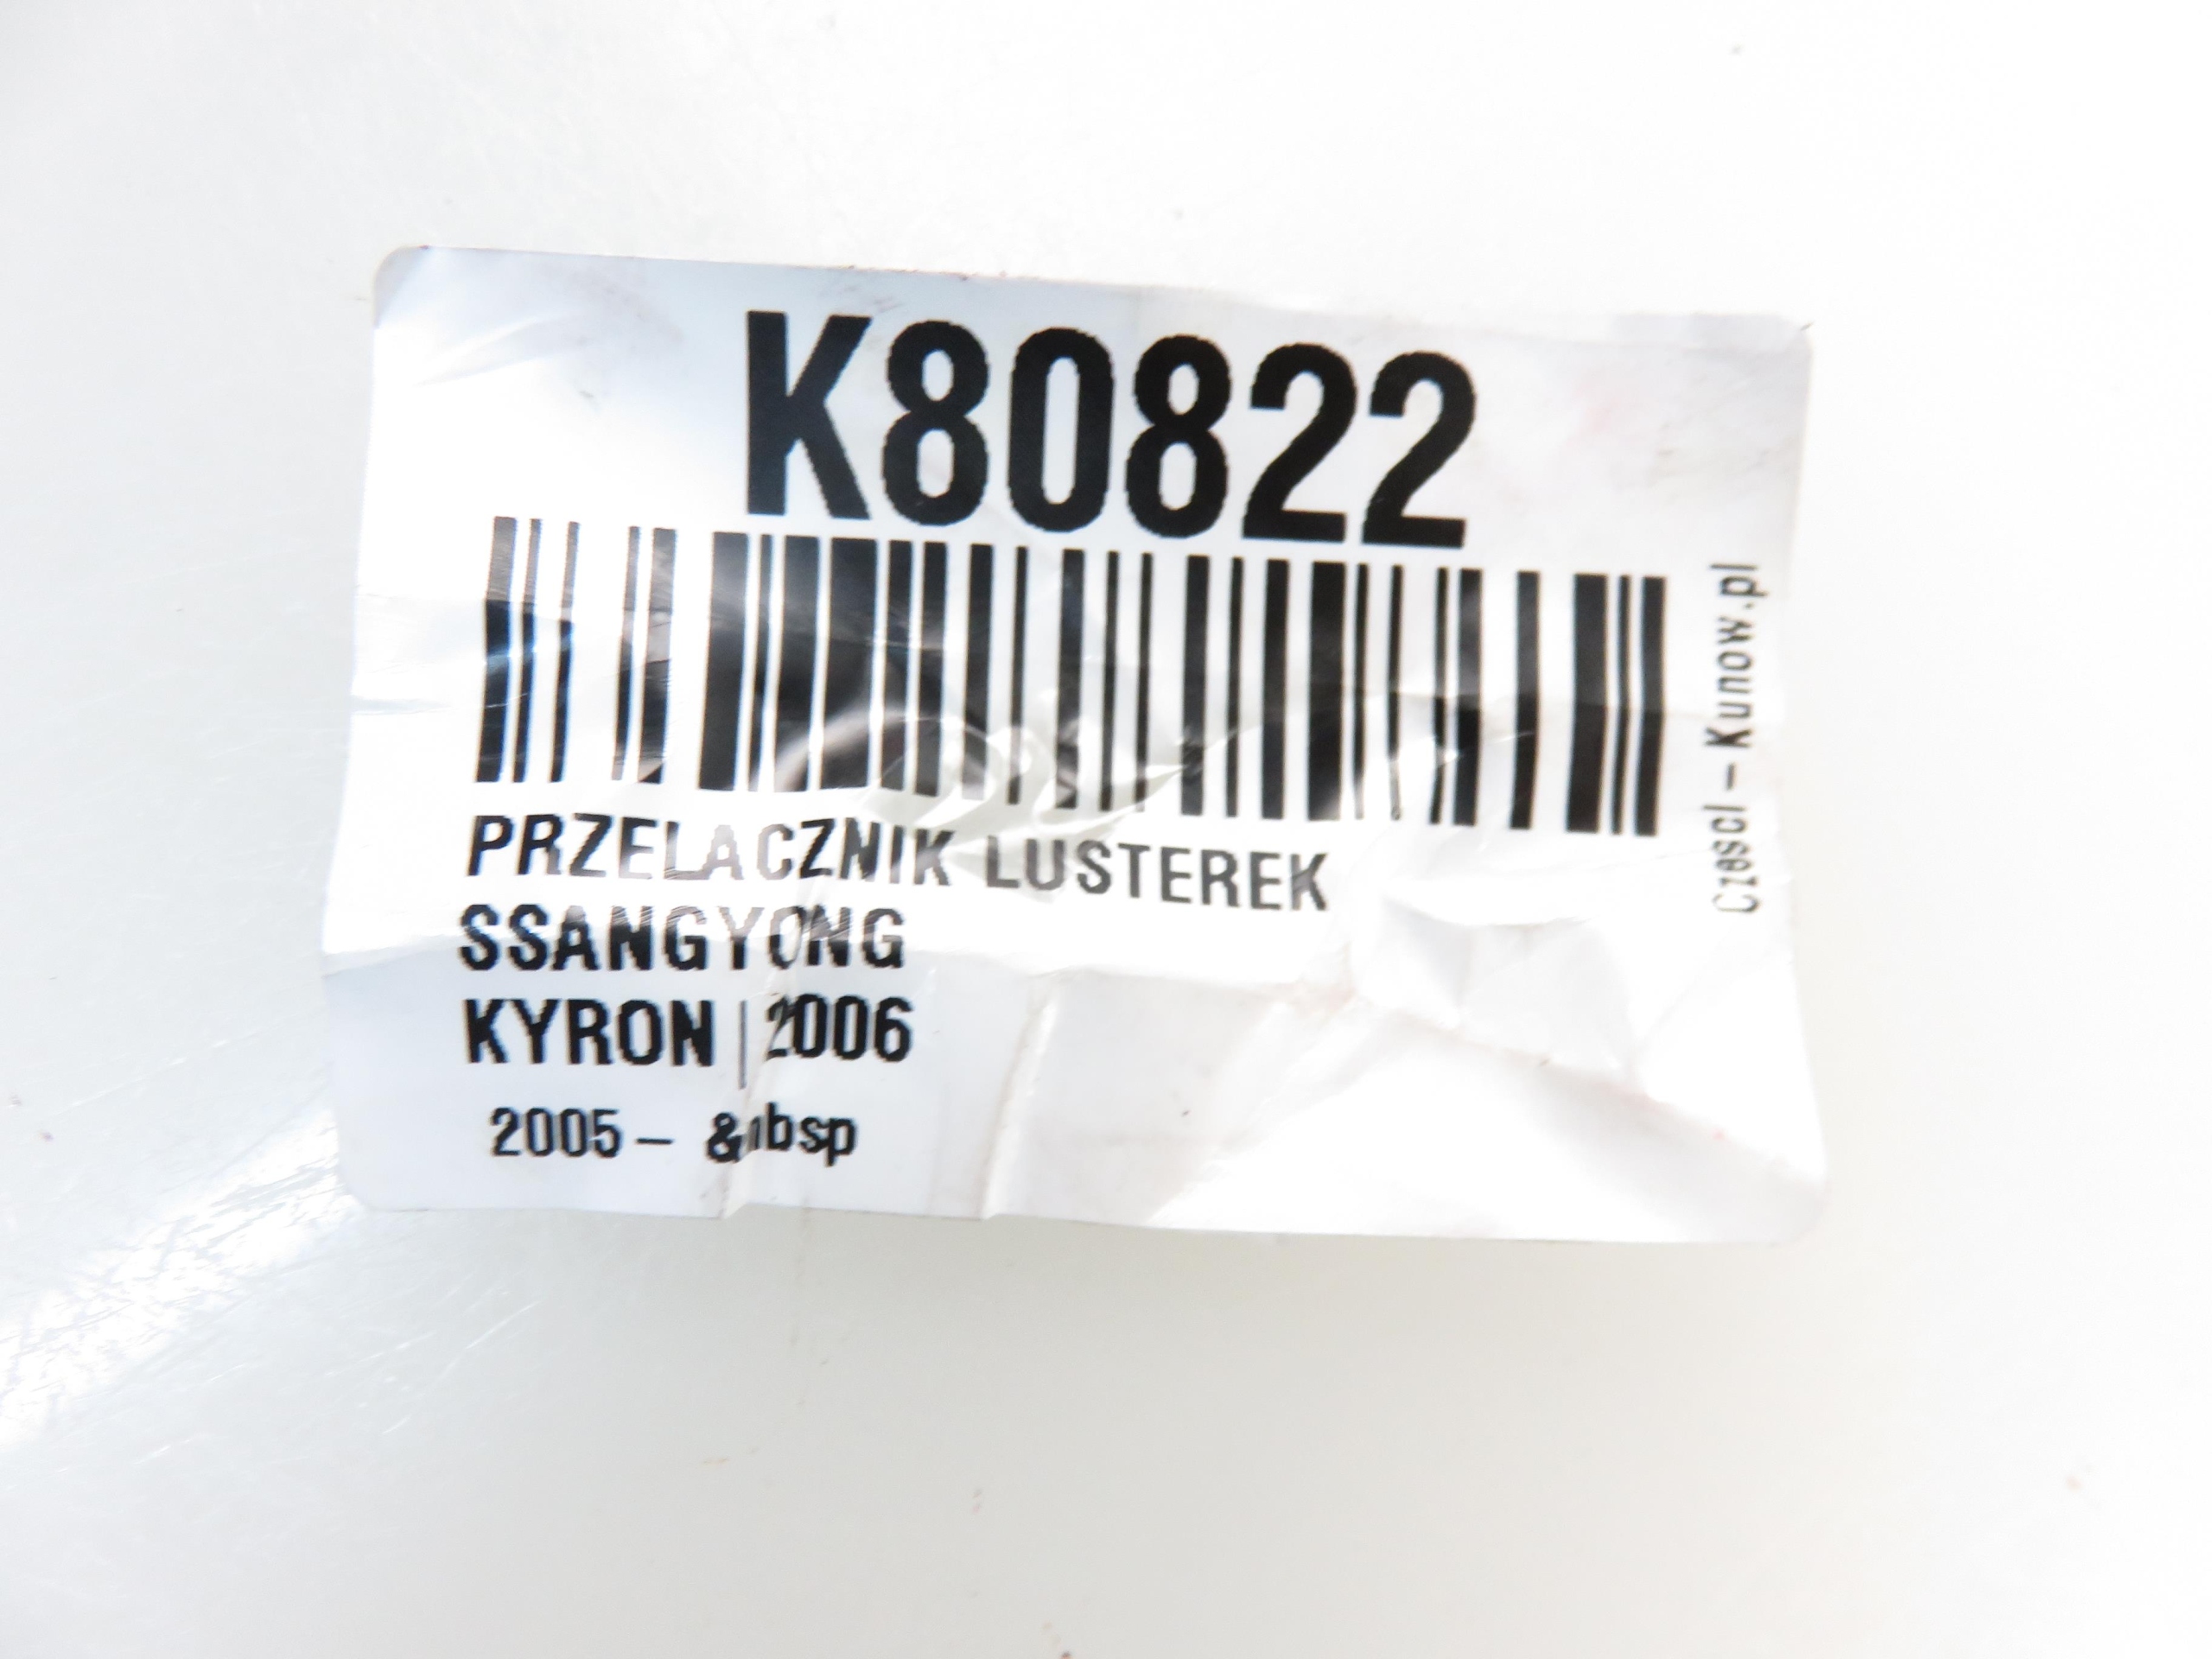 K80822
PRZELACZNIK LUSTEREK
SSANGYONG
KYRON | 2006
2005- &nbsp
Czesci - Kunow.pl